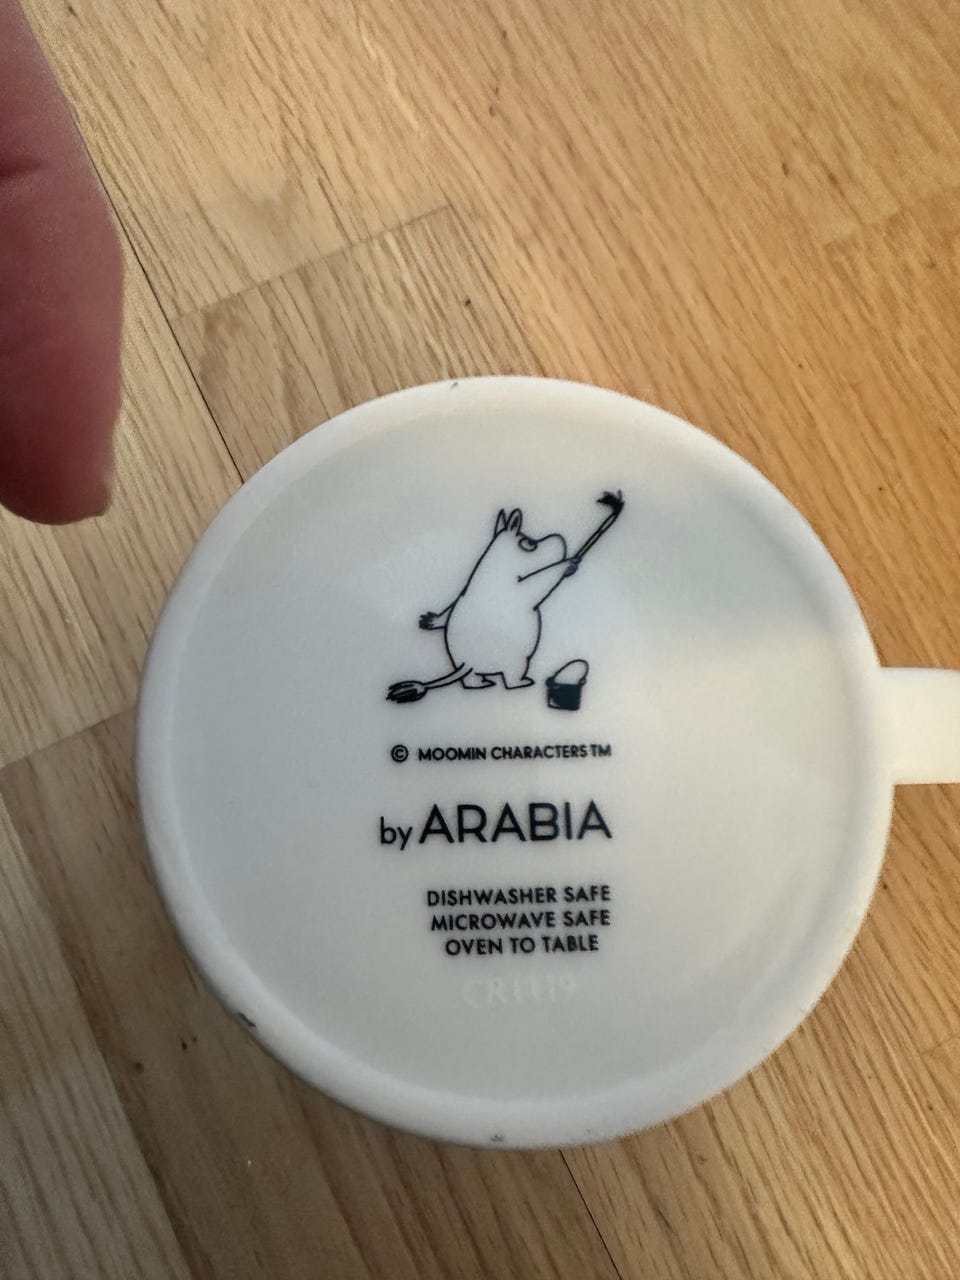 © MOOMIN CHARACTERS TM
by ARABIA
DISHWASHER SAFE
MICROWAVE SAFE
OVEN TO TABLE